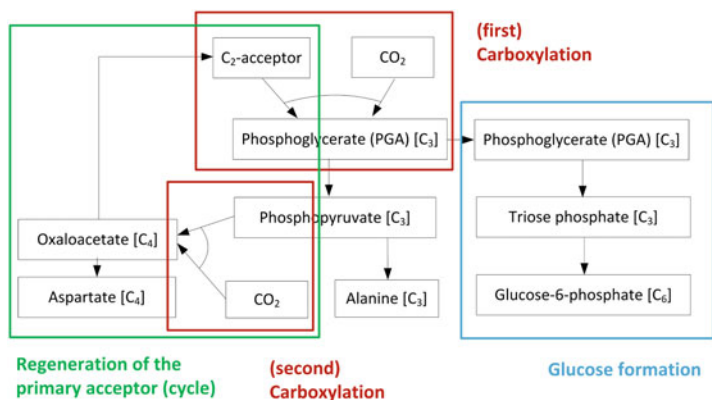 (first)
Carboxylation
C₂-acceptor
CO₂
Phosphoglycerate (PGA) [C₃]
Phosphoglycerate (PGA) [C₃]
Phosphopyruvate [C₃]
Triose phosphate [C₃]
Oxaloacetate [C₄]
Aspartate [C₄]
CO₂
Alanine [C₃]
Glucose-6-phosphate [C₆]
Regeneration of the
primary acceptor (cycle)
(second)
Carboxylation
Glucose formation